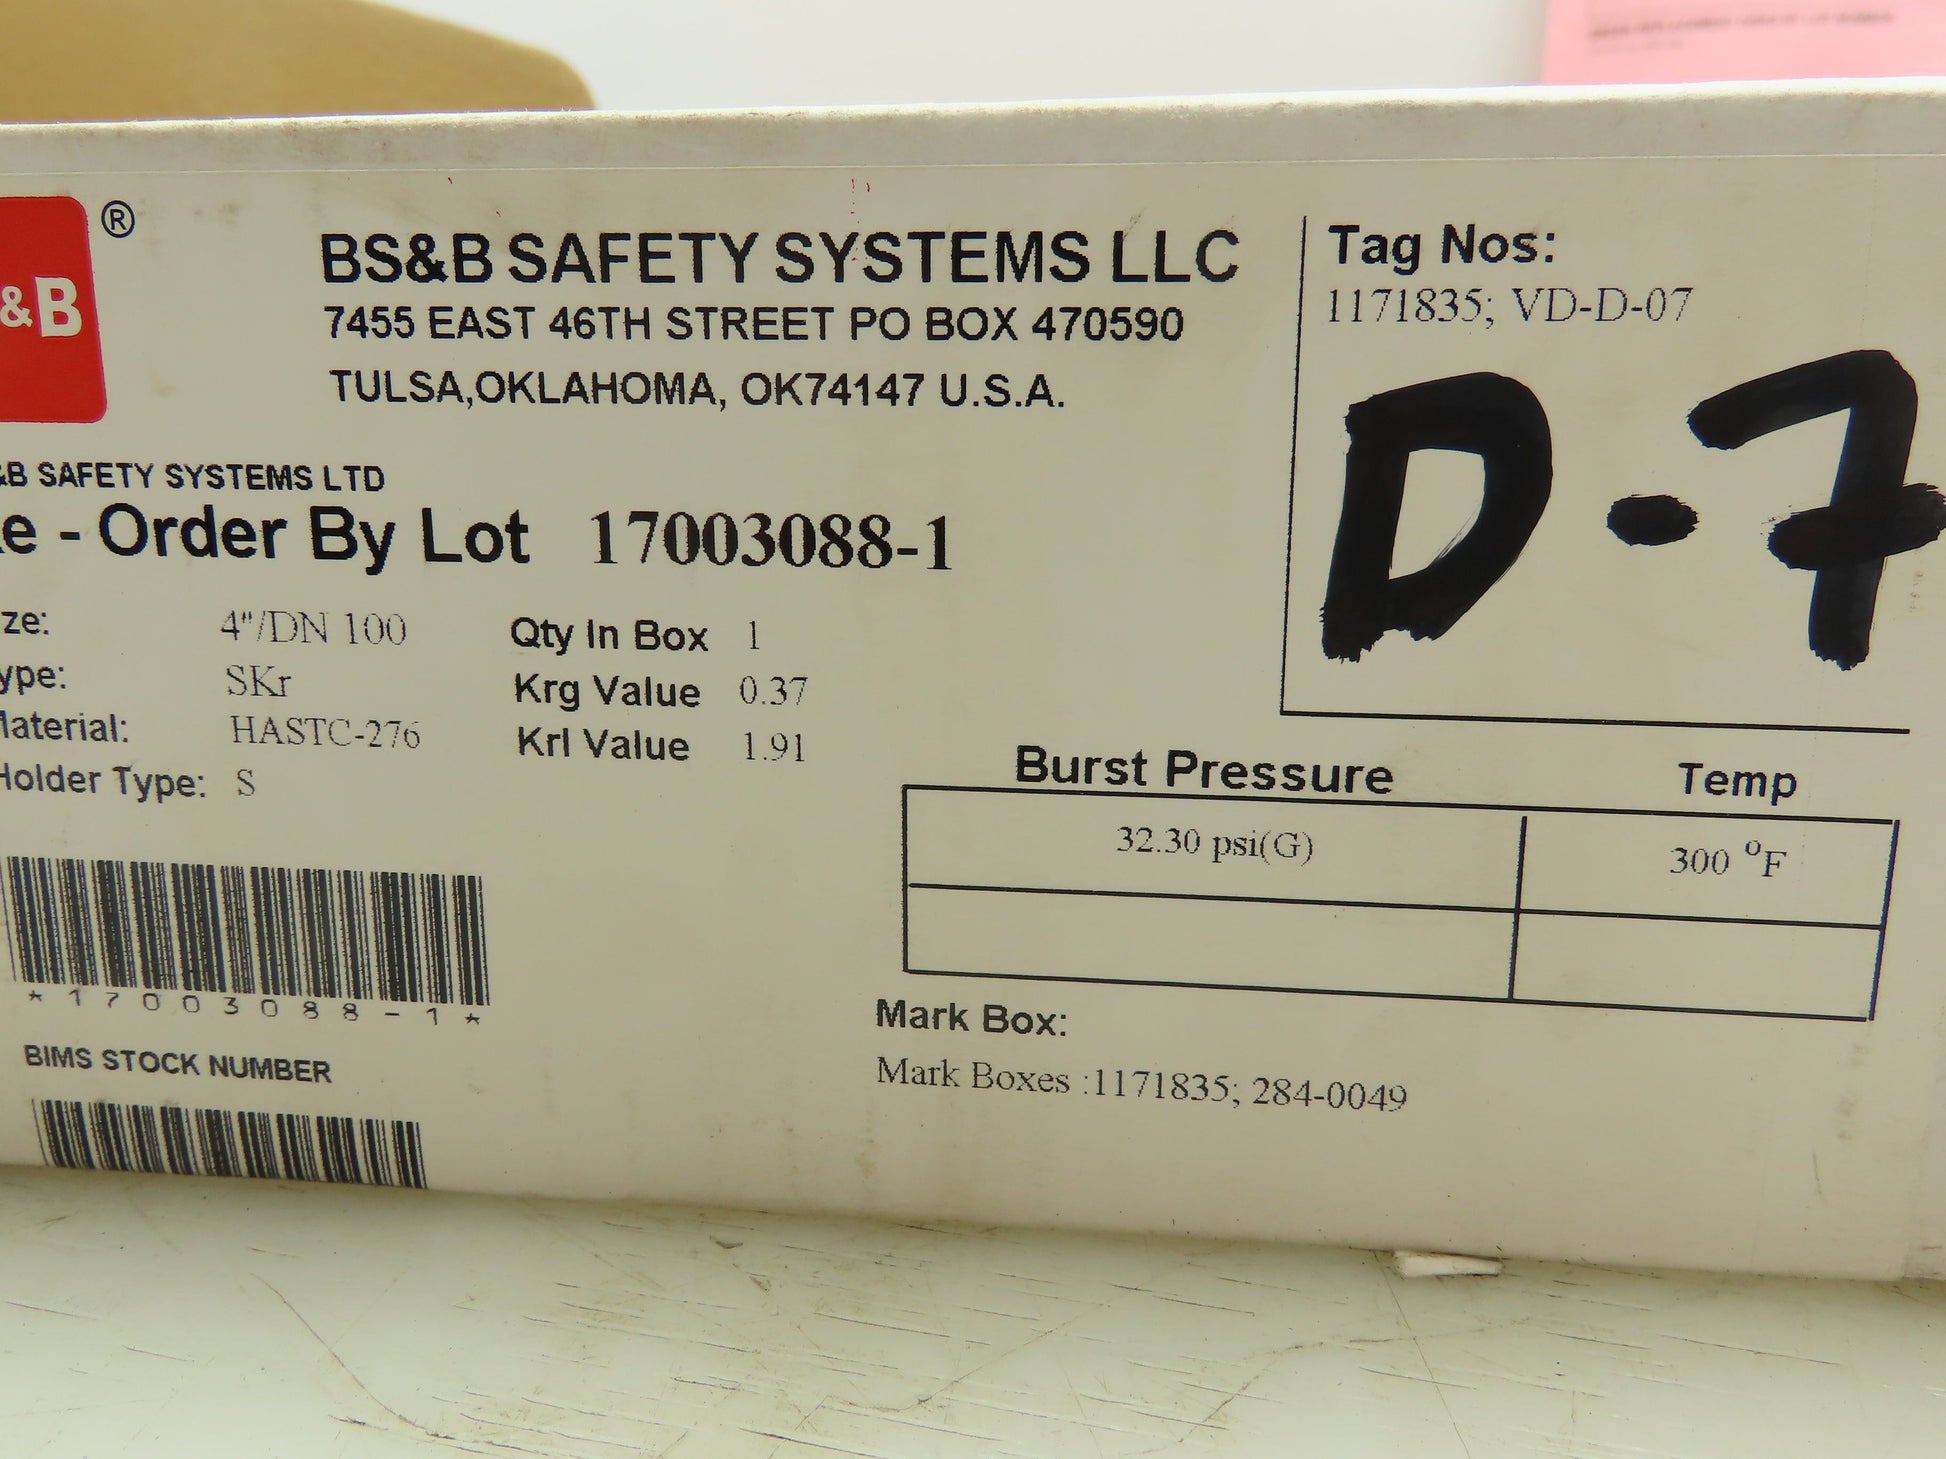 &B ®
BS&B SAFETY SYSTEMS LLC
7455 EAST 46TH STREET PO BOX 470590
TULSA,OKLAHOMA, OK74147 U.S.A.
&B SAFETY SYSTEMS LTD
e - Order By Lot 17003088-1
ze: 4"/DN 100
ype: SKr
aterial: HASTC-276
Holder Type: S
Qty In Box 1
Krg Value 0.37
Krl Value 1.91
*17003088-1*
BIMS STOCK NUMBER
Tag Nos:
1171835; VD-D-07
D-7
Burst Pressure Temp
32.30 psi(G) 300 °F
Mark Box:
Mark Boxes :1171835; 284-0049